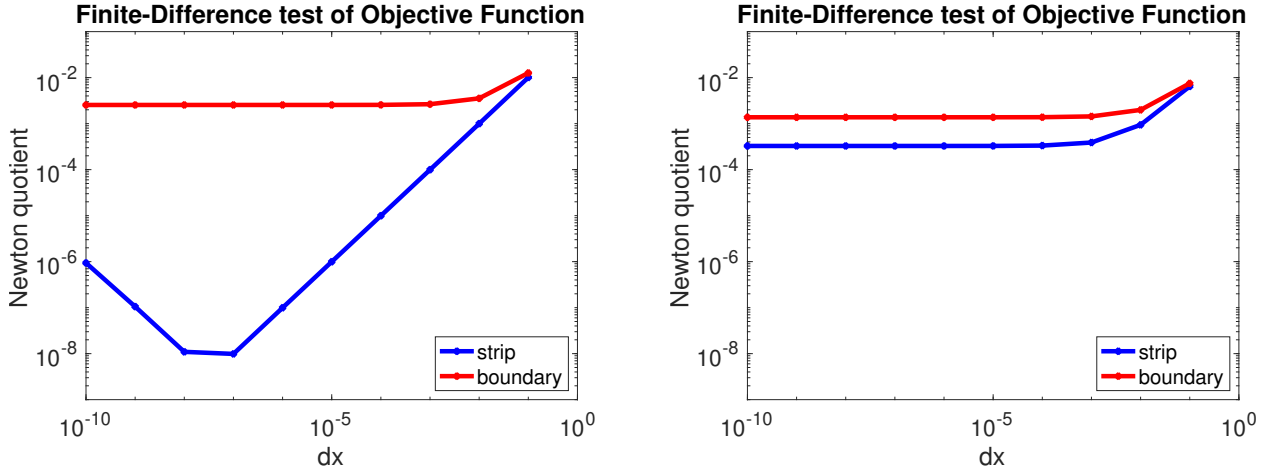 Finite-Difference test of Objective Function
10^-2
10^-4
10^-6
10^-8
Newton quotient
10^-10
10^-5
10^0
dx
strip
boundary
Finite-Difference test of Objective Function
10^-2
10^-4
10^-6
10^-8
Newton quotient
10^-10
10^-5
10^0
dx
strip
boundary